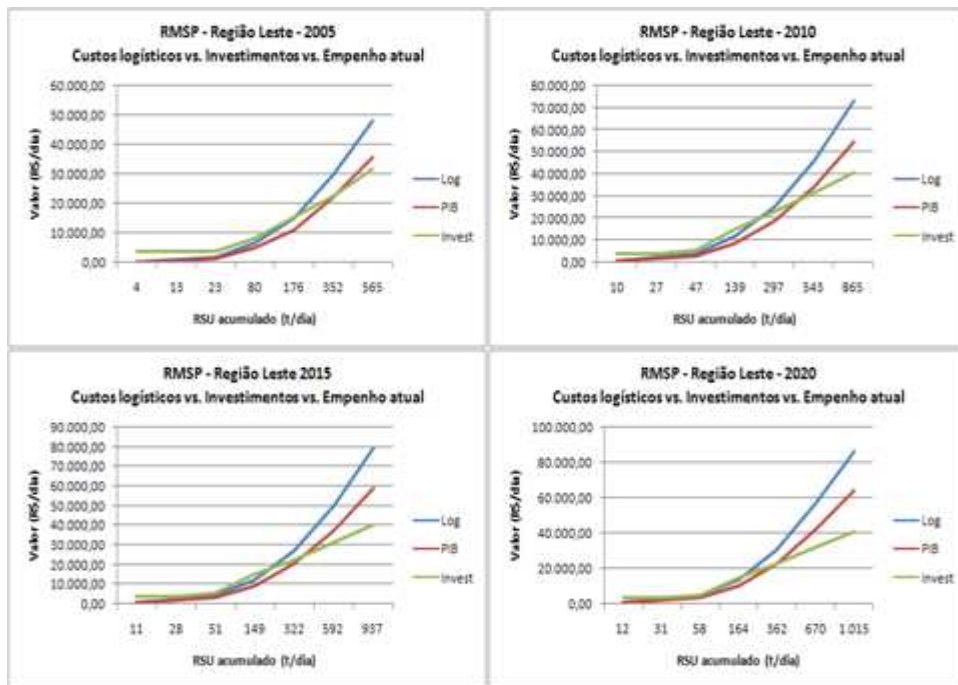 RMSP - Região Leste - 2005
Custos logísticos vs. Investimentos vs. Empenho atual
Valor (R$/dia)
60.000,00
50.000,00
40.000,00
30.000,00
20.000,00
10.000,00
0,00
4 13 23 80 176 352 565
RSU acumulado (t/dia)
Log
PIB
Invest
RMSP - Região Leste - 2010
Custos logísticos vs. Investimentos vs. Empenho atual
Valor (R$/dia)
80.000,00
70.000,00
60.000,00
50.000,00
40.000,00
30.000,00
20.000,00
10.000,00
0,00
10 27 47 139 297 543 865
RSU acumulado (t/dia)
Log
PIB
Invest
RMSP - Região Leste 2015
Custos logísticos vs. Investimentos vs. Empenho atual
Valor (R$/dia)
90.000,00
80.000,00
70.000,00
60.000,00
50.000,00
40.000,00
30.000,00
20.000,00
10.000,00
0,00
11 28 51 149 322 592 937
RSU acumulado (t/dia)
Log
PIB
Invest
RMSP - Região Leste - 2020
Custos logísticos vs. Investimentos vs. Empenho atual
Valor (R$/dia)
100.000,00
80.000,00
60.000,00
40.000,00
20.000,00
0,00
12 31 58 164 362 670 1.015
RSU acumulado (t/dia)
Log
PIB
Invest